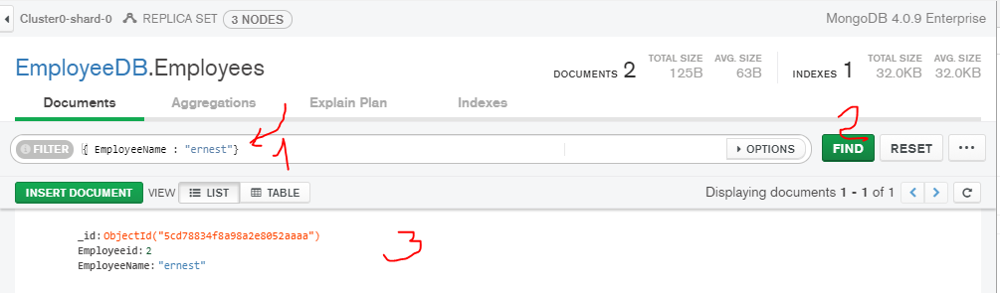 Cluster0-shard-0 REPLICA SET 3 NODES MongoDB 4.0.9 Enterprise
EmployeeDB.Employees
DOCUMENTS 2 TOTAL SIZE 125B AVG. SIZE 63B INDEXES 1 TOTAL SIZE 32.0KB AVG. SIZE 32.0KB
Documents Aggregations Explain Plan Indexes
1
2
FILTER { EmployeeName : "ernest"} OPTIONS FIND RESET ...
INSERT DOCUMENT VIEW LIST TABLE Displaying documents 1 - 1 of 1 < > C
_id: ObjectId("5cd78834f8a98a2e8052aaaa")
3
Employeeid: 2
EmployeeName: "ernest"